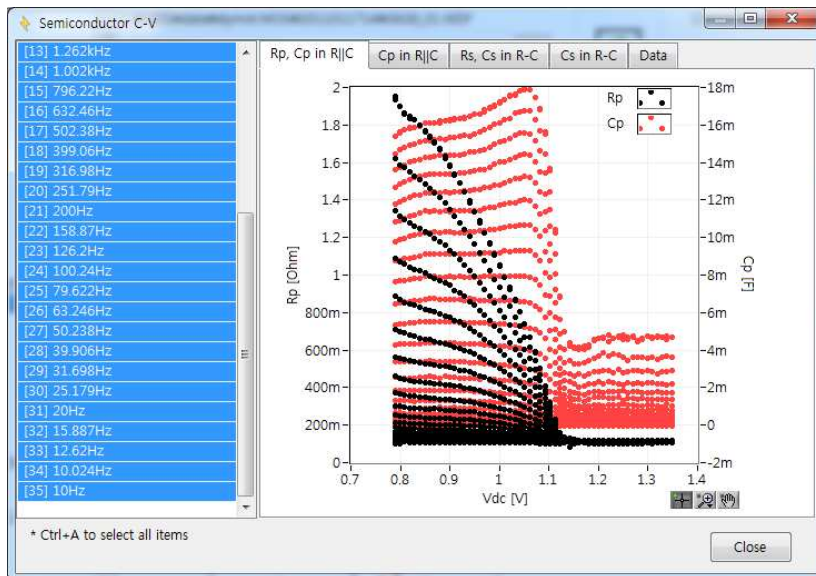 Semiconductor C-V
[13] 1.262kHz
[14] 1.002kHz
[15] 796.22Hz
[16] 632.46Hz
[17] 502.38Hz
[18] 399.06Hz
[19] 316.98Hz
[20] 251.79Hz
[21] 200Hz
[22] 158.87Hz
[23] 126.2Hz
[24] 100.24Hz
[25] 79.622Hz
[26] 63.246Hz
[27] 50.238Hz
[28] 39.906Hz
[29] 31.698Hz
[30] 25.179Hz
[31] 20Hz
[32] 15.887Hz
[33] 12.62Hz
[34] 10.024Hz
[35] 10Hz
* Ctrl+A to select all items
Rp, Cp in R||C
Cp in R||C
Rs, Cs in R-C
Cs in R-C
Data
Rp
Cp
Rp [Ohm]
2
1.8
1.6
1.4
1.2
1
800m
600m
400m
200m
0
Cp [F]
18m
16m
14m
12m
10m
8m
6m
4m
2m
0
-2m
0.7
0.8
0.9
1.0
1.1
1.2
1.3
1.4
Vdc [V]
Close